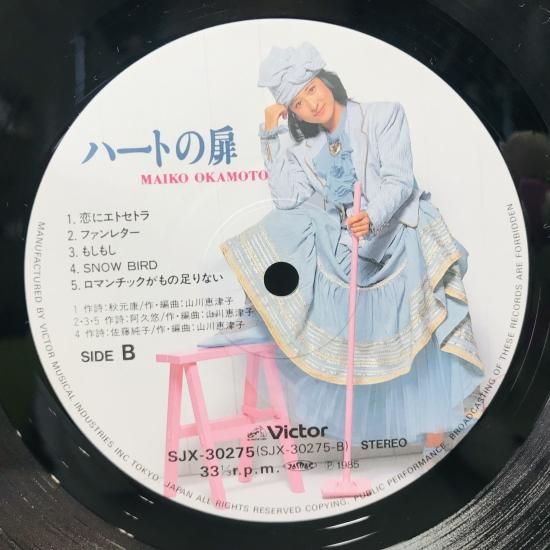 ハートの扉
MAIKO OKAMOTO
1. 恋にエトセトラ
2. ファンレター
3. もしもし
4. SNOW BIRD
5. ロマンチックがもの足りない
1 作詩：秋元康/作・編曲：山川恵津子
2・3・5 作詩：阿久悠/作・編曲：山川恵津子
4 作詩：佐藤純子/作・編曲：山川恵津子
SIDE B
Victor
SJX-30275(SJX-30275-B) STEREO
33⅓r.p.m. JASRAC Ⓟ 1985
MANUFACTURED BY VICTOR MUSICAL INDUSTRIES INC TOKYO, JAPAN ALL RIGHTS RESERVED COPYING, PUBLIC PERFORMANCE, BROADCASTING OF THESE RECORDS ARE FORBIDDEN